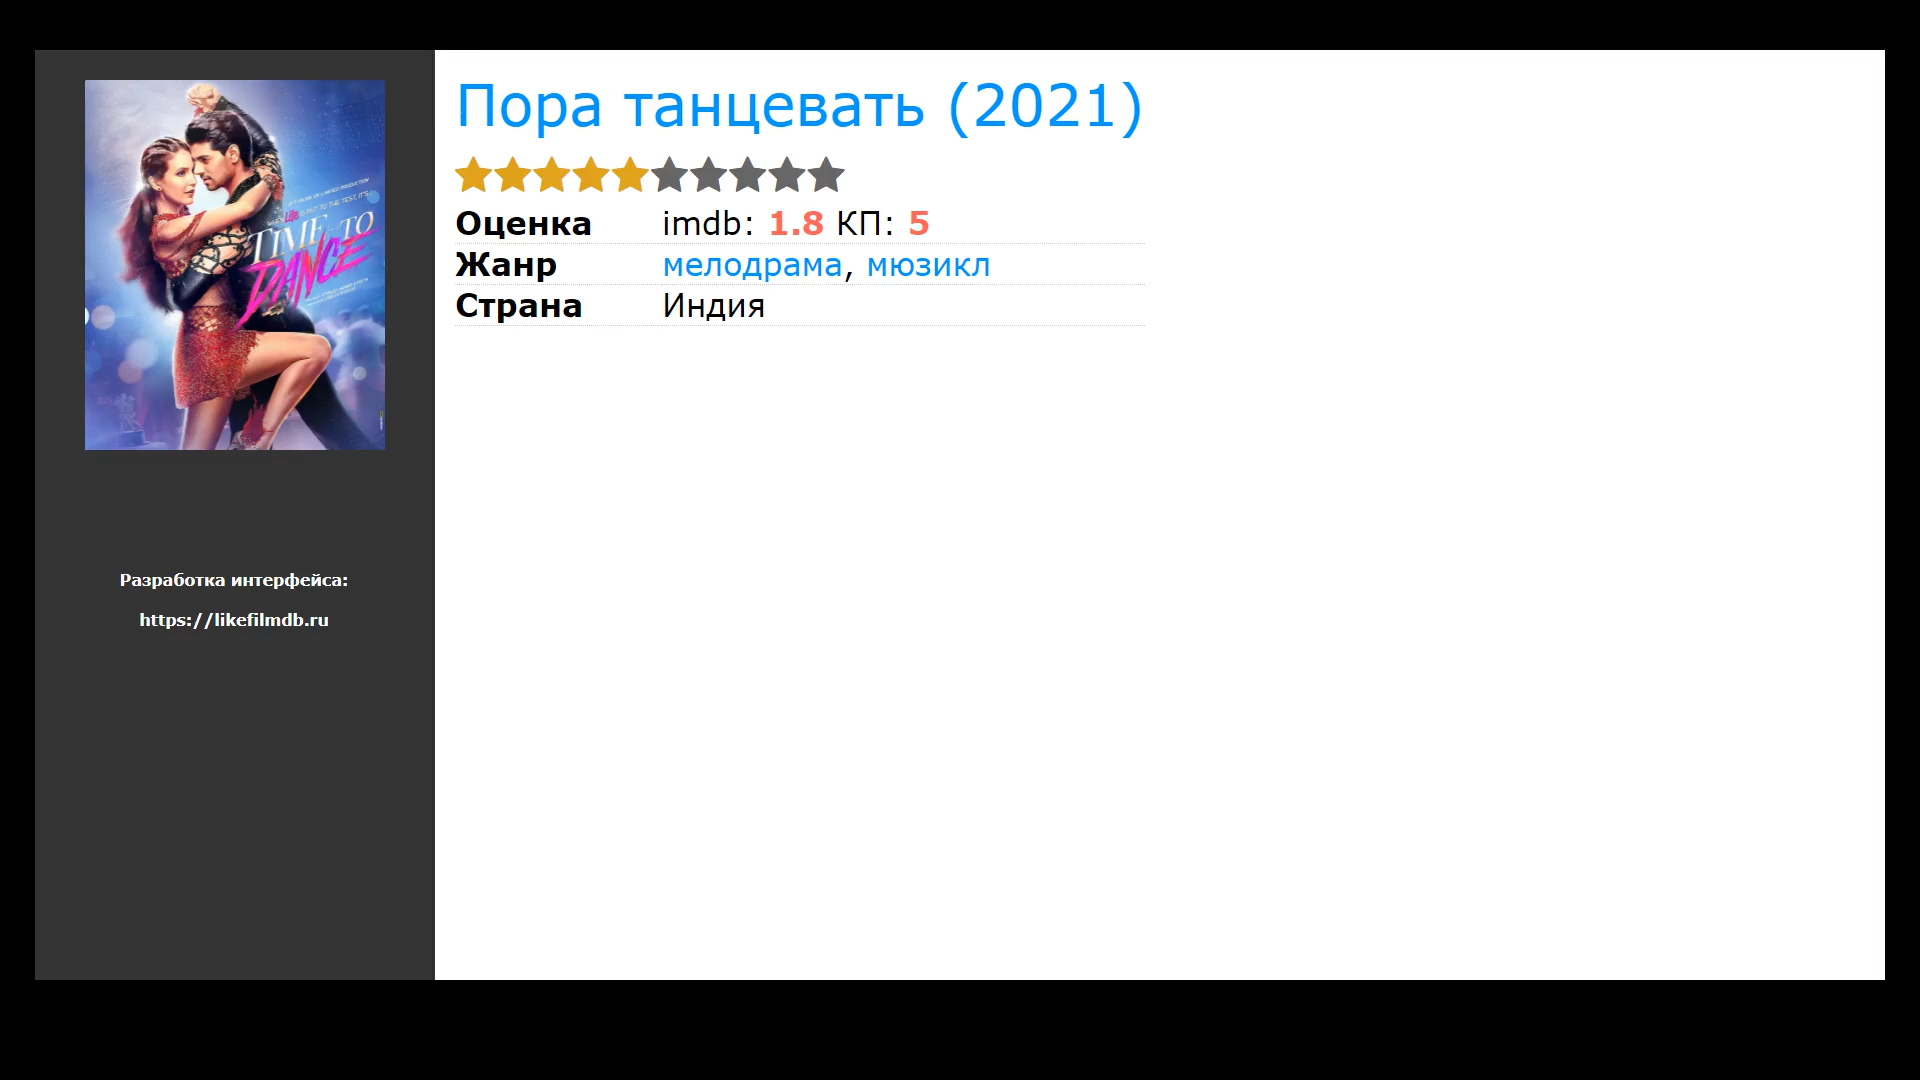 Пора танцевать (2021)
Оценка imdb: 1.8 КП: 5
Жанр мелодрама, мюзикл
Страна Индия
TIME TO
DANCE
Разработка интерфейса:
https://likefilmdb.ru